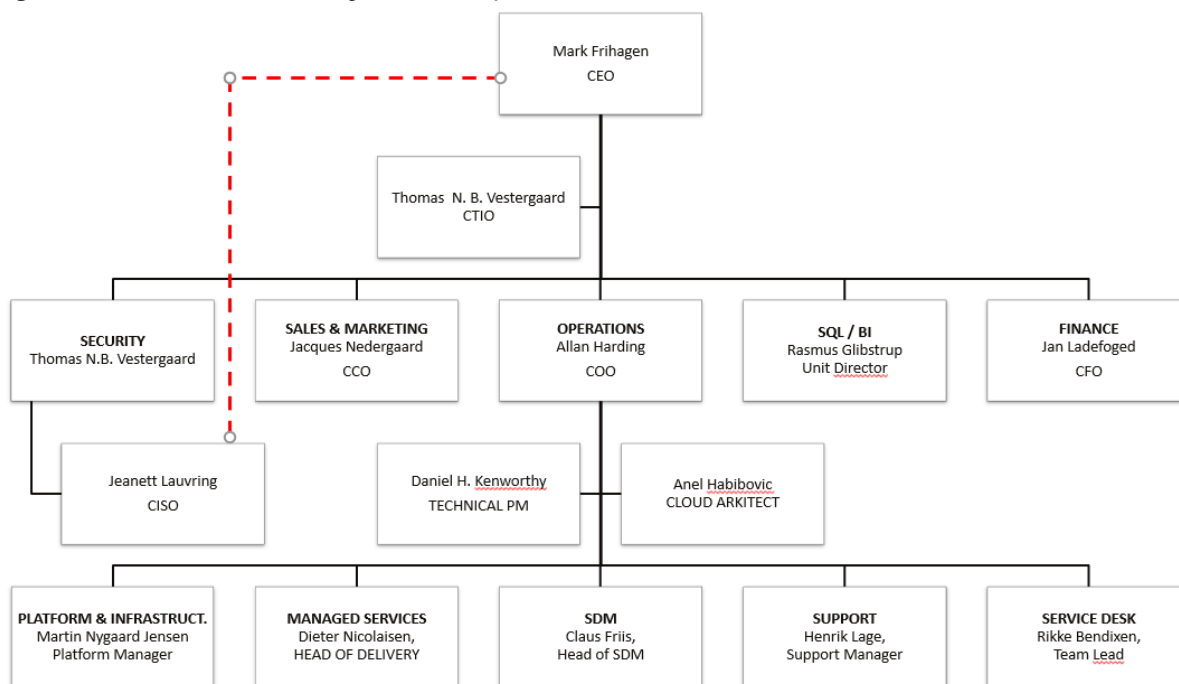 Mark Frihagen
CEO
Thomas  N. B. Vestergaard
CTIO
SECURITY
Thomas N.B. Vestergaard
SALES & MARKETING
Jacques Nedergaard
CCO
OPERATIONS
Allan Harding
COO
SQL / BI
Rasmus Glibstrup
Unit Director
FINANCE
Jan Ladefoged
CFO
Jeanett Lauvring
CISO
Daniel H. Kenworthy
TECHNICAL PM
Anel Habibovic
CLOUD ARKITECT
PLATFORM & INFRASTRUCT.
Martin Nygaard Jensen
Platform Manager
MANAGED SERVICES
Dieter Nicolaisen,
HEAD OF DELIVERY
SDM
Claus Friis,
Head of SDM
SUPPORT
Henrik Lage,
Support Manager
SERVICE DESK
Rikke Bendixen,
Team Lead